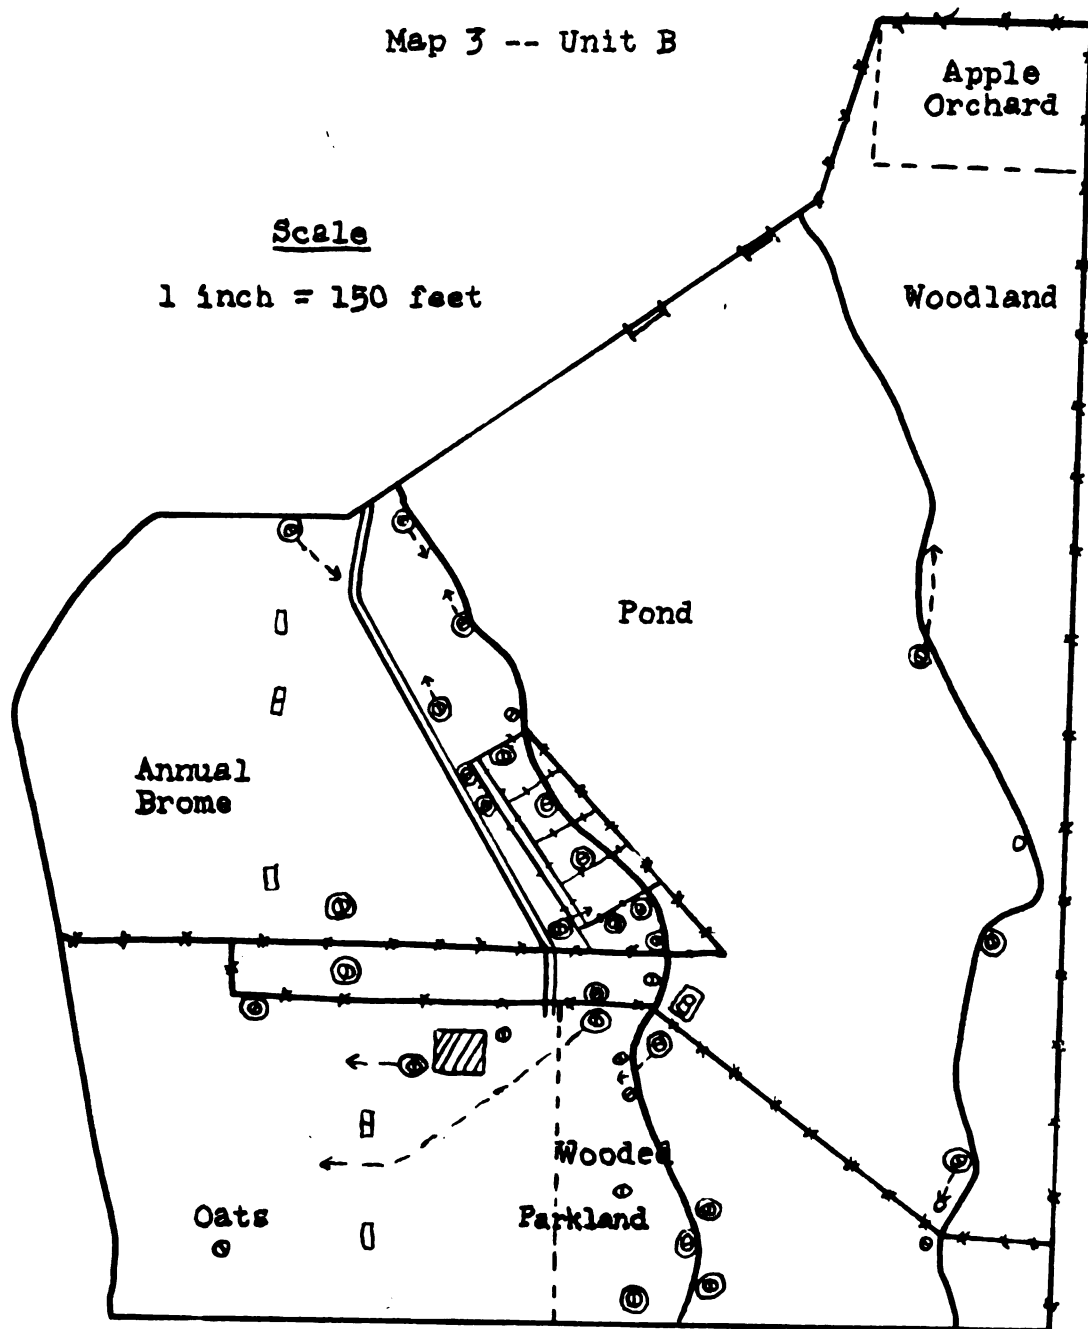 Map 3 -- Unit B
Apple
Orchard
Scale
1 inch = 150 feet
Woodland
Pond
Annual
Brome
Wooded
Parkland
Oats